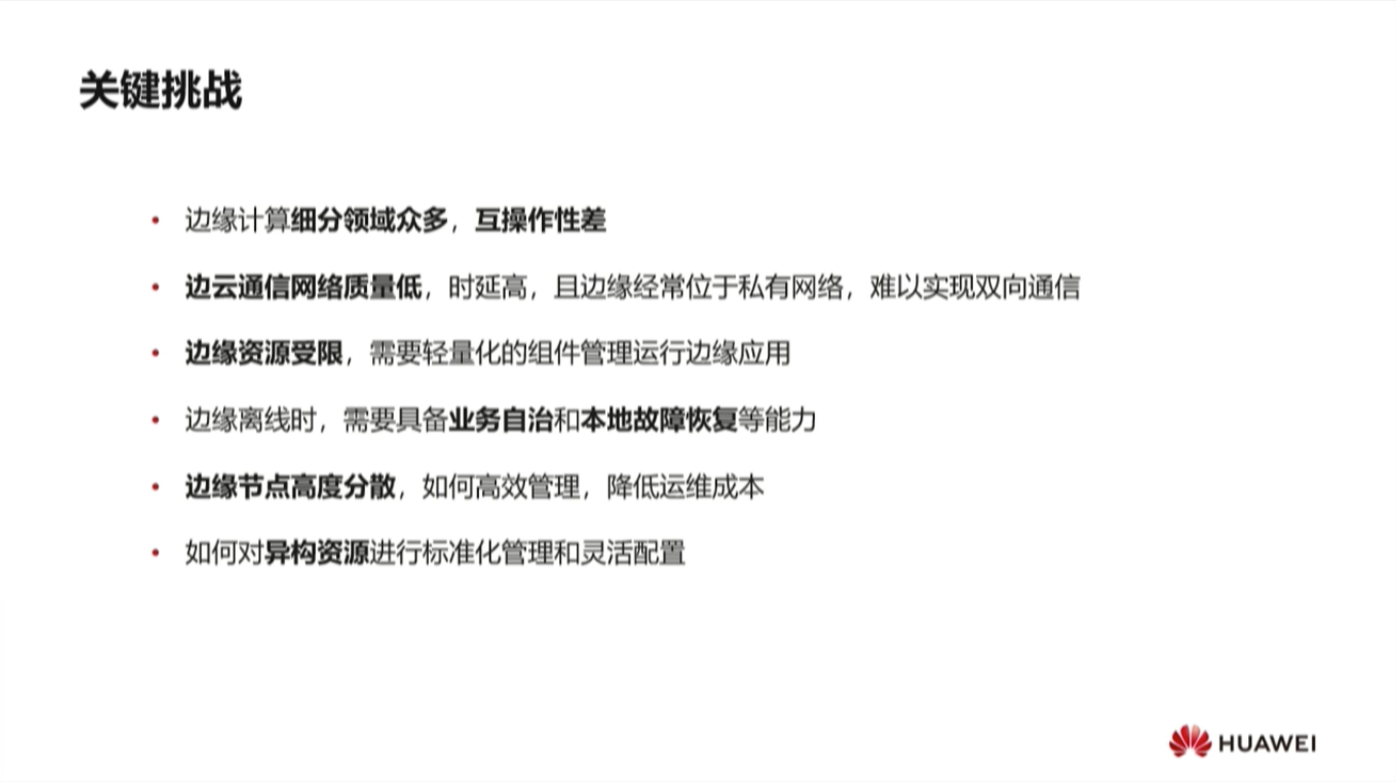 关键挑战
• 边缘计算细分领域众多，互操作性差
• 边云通信网络质量低，时延高，且边缘经常位于私有网络，难以实现双向通信
• 边缘资源受限，需要轻量化的组件管理运行边缘应用
• 边缘离线时，需要具备业务自治和本地故障恢复等能力
• 边缘节点高度分散，如何高效管理，降低运维成本
• 如何对异构资源进行标准化管理和灵活配置
HUAWEI